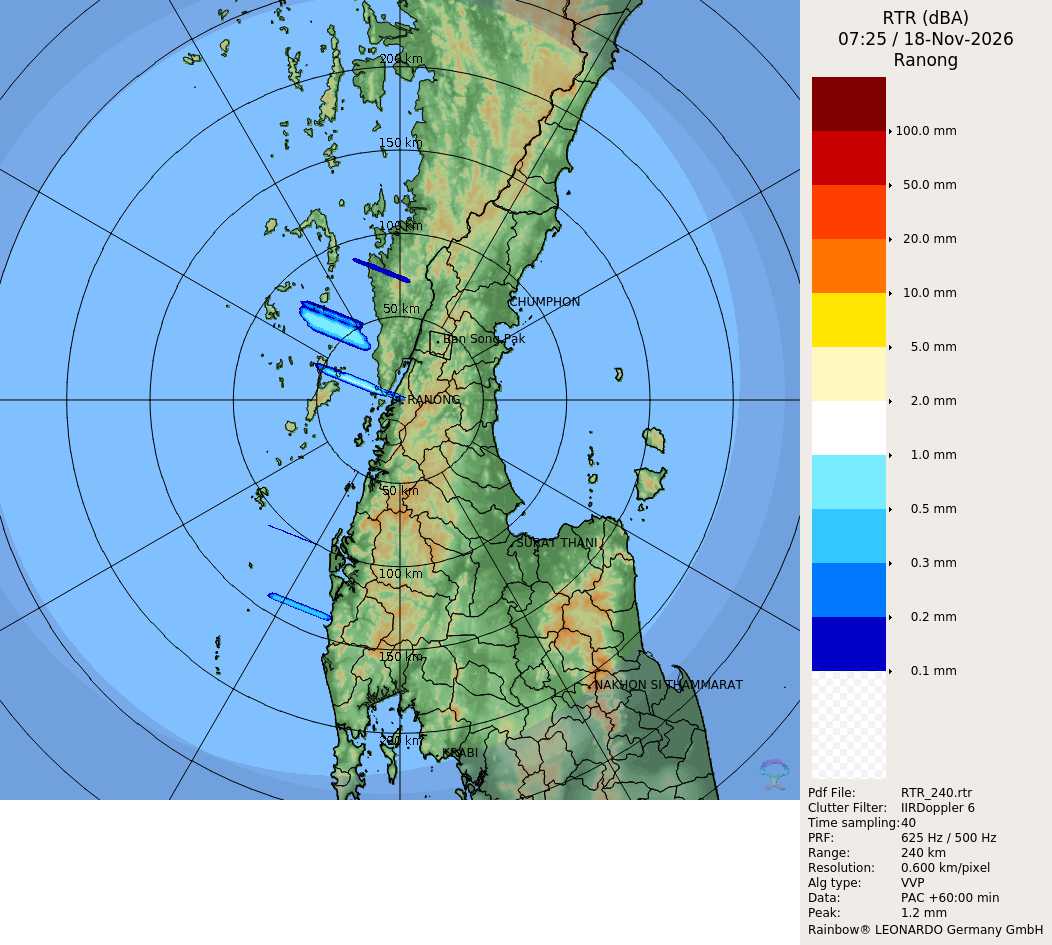 RTR (dBA)
07:25 / 18-Nov-2026
Ranong
200 km
150 km
100 km
50 km
CHUMPHON
Ban Song Pak
RANONG
50 km
SURAT THANI
100 km
150 km
NAKHON SI THAMMARAT
200 km
KRABI
100.0 mm
50.0 mm
20.0 mm
10.0 mm
5.0 mm
2.0 mm
1.0 mm
0.5 mm
0.3 mm
0.2 mm
0.1 mm
Pdf File: RTR_240.rtr
Clutter Filter: IIRDoppler 6
Time sampling:40
PRF: 625 Hz / 500 Hz
Range: 240 km
Resolution: 0.600 km/pixel
Alg type: VVP
Data: PAC +60:00 min
Peak: 1.2 mm
Rainbow® LEONARDO Germany GmbH